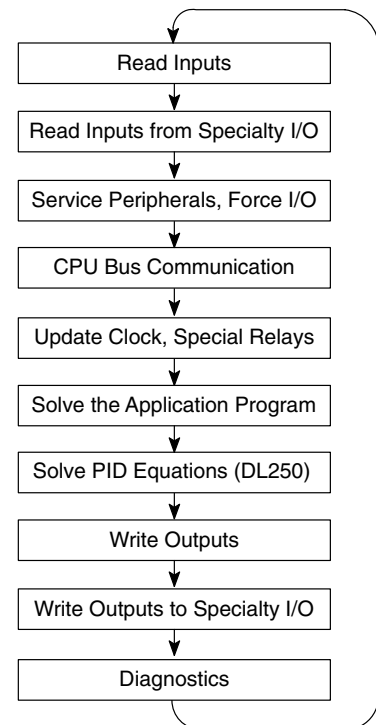 Read Inputs
Read Inputs from Specialty I/O
Service Peripherals, Force I/O
CPU Bus Communication
Update Clock, Special Relays
Solve the Application Program
Solve PID Equations (DL250)
Write Outputs
Write Outputs to Specialty I/O
Diagnostics